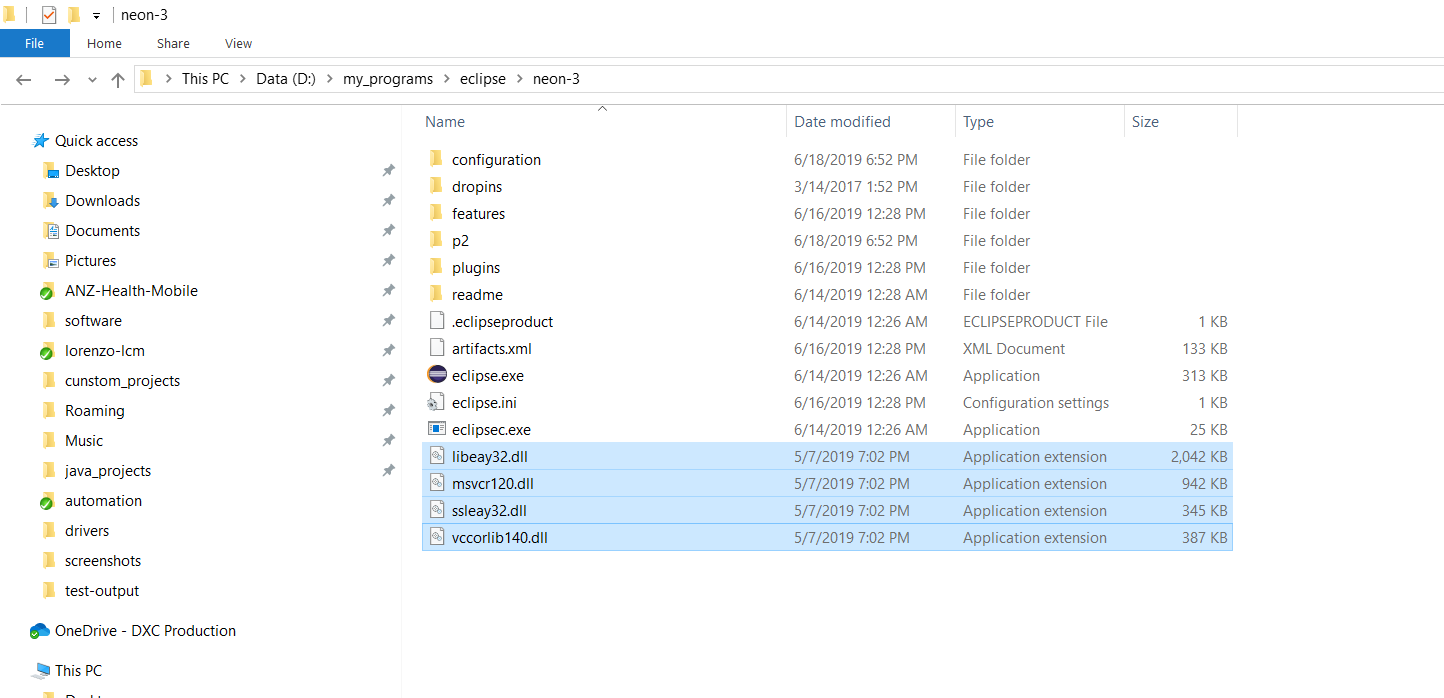 neon-3
File Home Share View
This PC Data (D:) my_programs eclipse neon-3
Name Date modified Type Size
Quick access
Desktop
Downloads
Documents
Pictures
ANZ-Health-Mobile
software
lorenzo-lcm
cunstom_projects
Roaming
Music
java_projects
automation
drivers
screenshots
test-output
OneDrive - DXC Production
This PC
configuration 6/18/2019 6:52 PM File folder
dropins 3/14/2017 1:52 PM File folder
features 6/16/2019 12:28 PM File folder
p2 6/18/2019 6:52 PM File folder
plugins 6/16/2019 12:28 PM File folder
readme 6/14/2019 12:28 AM File folder
.eclipseproduct 6/14/2019 12:26 AM ECLIPSEPRODUCT File 1 KB
artifacts.xml 6/16/2019 12:28 PM XML Document 133 KB
eclipse.exe 6/14/2019 12:26 AM Application 313 KB
eclipse.ini 6/16/2019 12:28 PM Configuration settings 1 KB
eclipsec.exe 6/14/2019 12:26 AM Application 25 KB
libeay32.dll 5/7/2019 7:02 PM Application extension 2,042 KB
msvcr120.dll 5/7/2019 7:02 PM Application extension 942 KB
ssleay32.dll 5/7/2019 7:02 PM Application extension 345 KB
vccorlib140.dll 5/7/2019 7:02 PM Application extension 387 KB